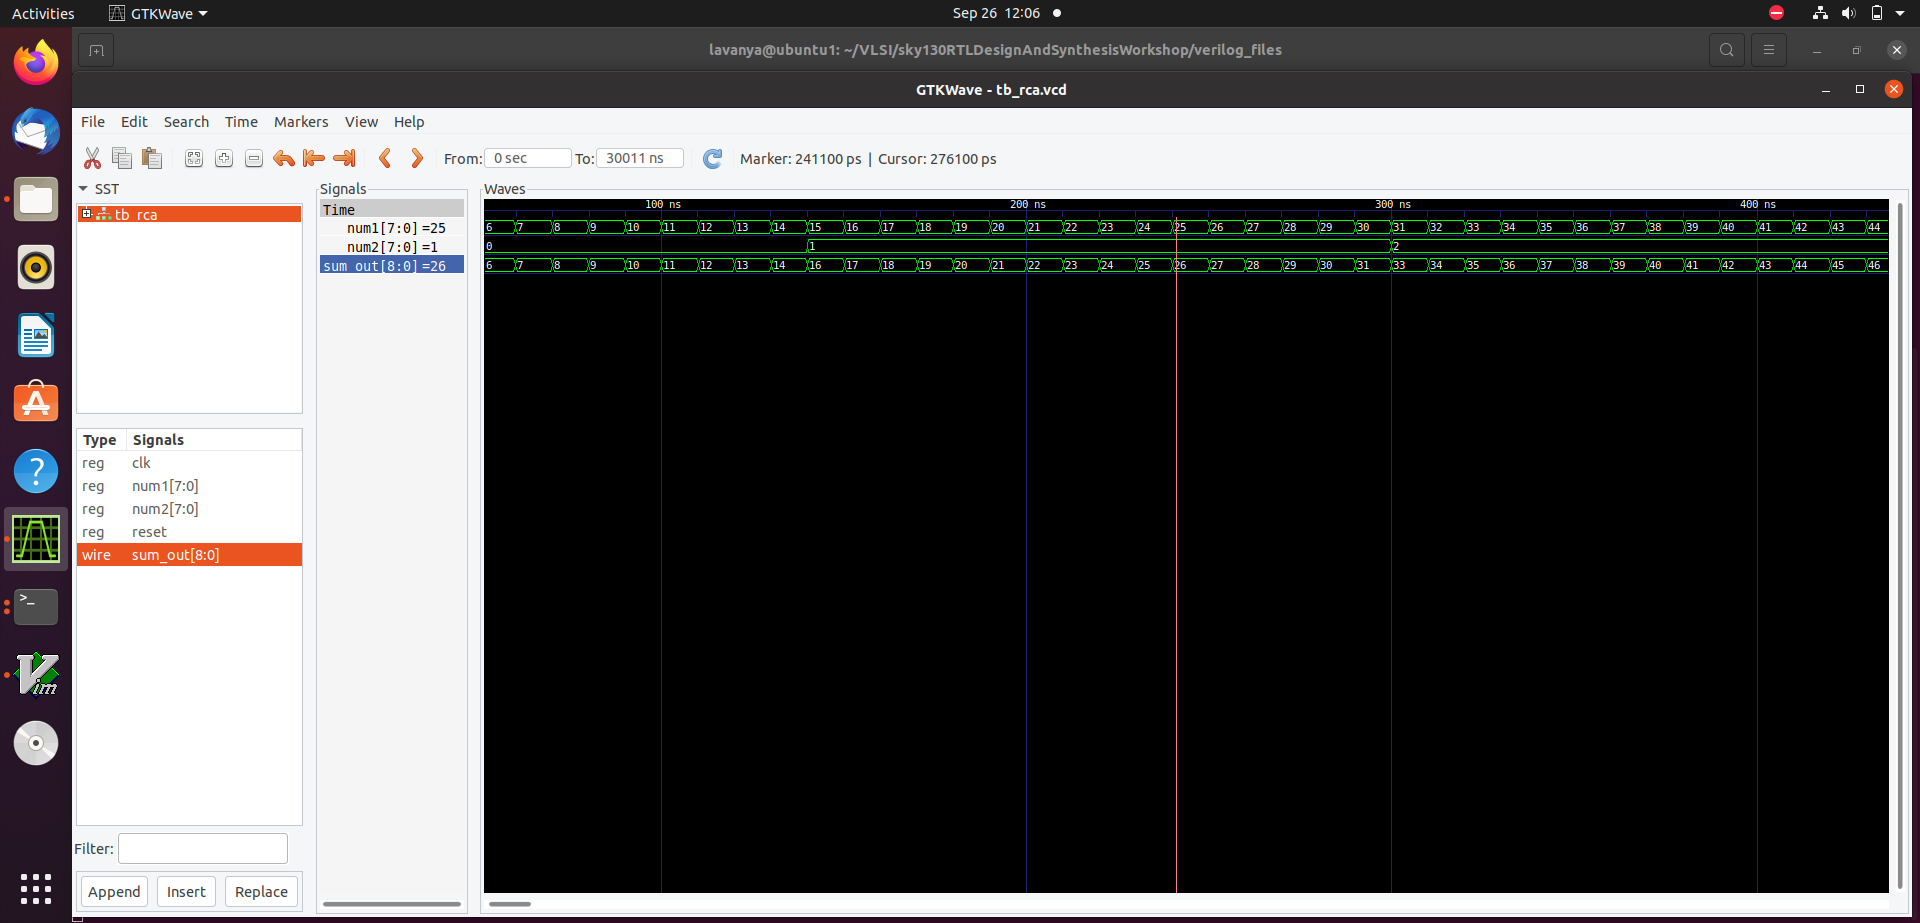 Activities GTKWave Sep 26 12:06
lavanya@ubuntu1: ~/VLSI/sky130RTLDesignAndSynthesisWorkshop/verilog_files
GTKWave - tb_rca.vcd
File Edit Search Time Markers View Help
From: 0 sec To: 30011 ns Marker: 241100 ps | Cursor: 276100 ps
SST
tb_rca
Type Signals
reg clk
reg num1[7:0]
reg num2[7:0]
reg reset
wire sum_out[8:0]
Filter:
Append Insert Replace
Signals
Time
num1[7:0] =25
num2[7:0] =1
sum_out[8:0] =26
Waves
100 ns 200 ns 300 ns 400 ns
6 7 8 9 10 11 12 13 14 15 16 17 18 19 20 21 22 23 24 25 26 27 28 29 30 31 32 33 34 35 36 37 38 39 40 41 42 43 44
0 1 2
6 7 8 9 10 11 12 13 14 16 17 18 19 20 21 22 23 24 25 26 27 28 29 30 31 33 34 35 36 37 38 39 40 41 42 43 44 45 46
>_
Vim